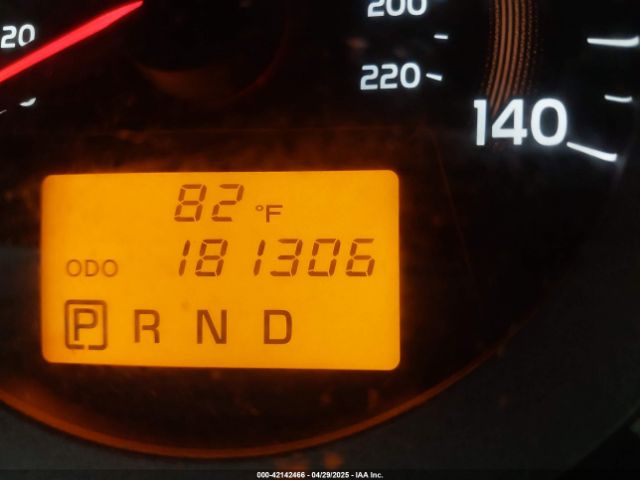 20
200
220
140
82 °F
ODO 181306
P R N D
000-42142466 - 04/29/2025 - IAA Inc.